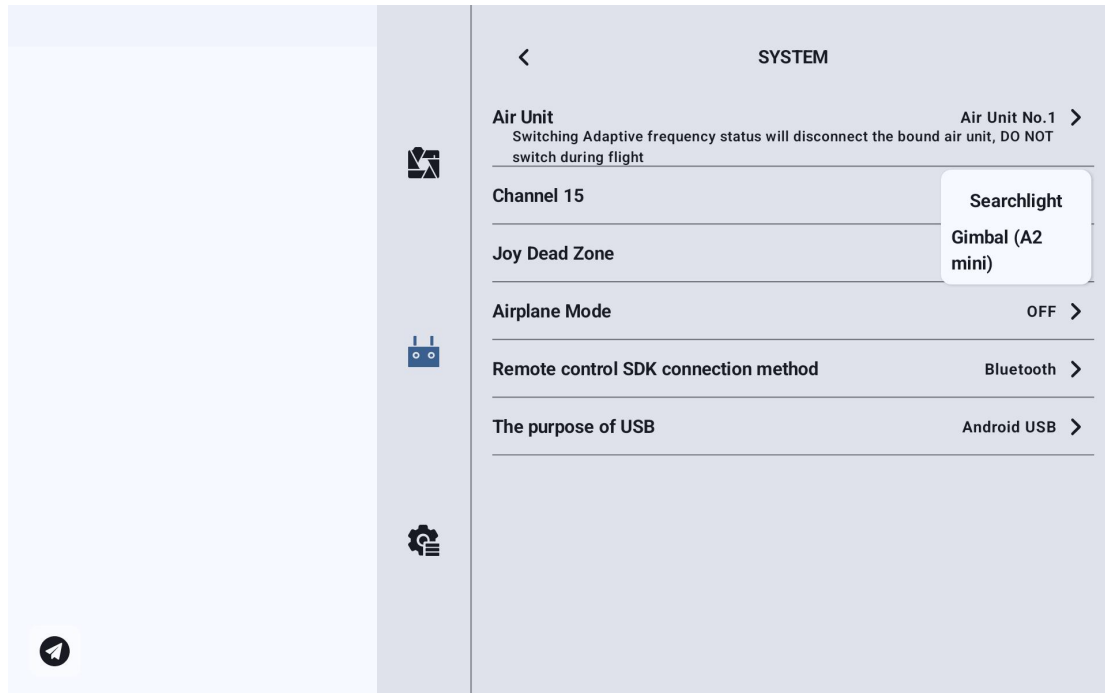 SYSTEM
Air Unit
Air Unit No.1
Switching Adaptive frequency status will disconnect the bound air unit, DO NOT
switch during flight
Channel 15
Searchlight
Gimbal (A2
mini)
Joy Dead Zone
Airplane Mode
OFF
Remote control SDK connection method
Bluetooth
The purpose of USB
Android USB